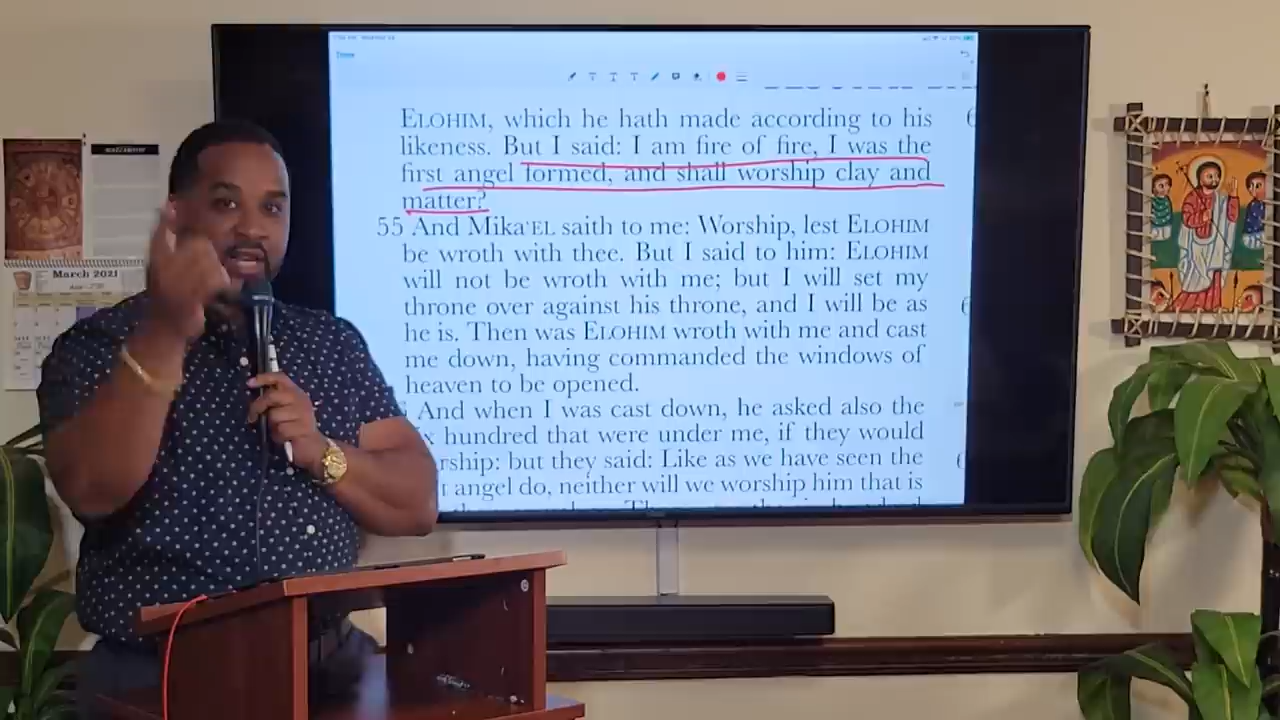 Done
ELOHIM, which he hath made according to his
likeness. But I said: I am fire of fire, I was the
first angel formed, and shall worship clay and
matter?
55 And Mika'EL saith to me: Worship, lest ELOHIM
be wroth with thee. But I said to him: ELOHIM
will not be wroth with me; but I will set my
throne over against his throne, and I will be as
he is. Then was ELOHIM wroth with me and cast
me down, having commanded the windows of
heaven to be opened.
And when I was cast down, he asked also the
x hundred that were under me, if they would
rship: but they said: Like as we have seen the
t angel do, neither will we worship him that is
March 2021